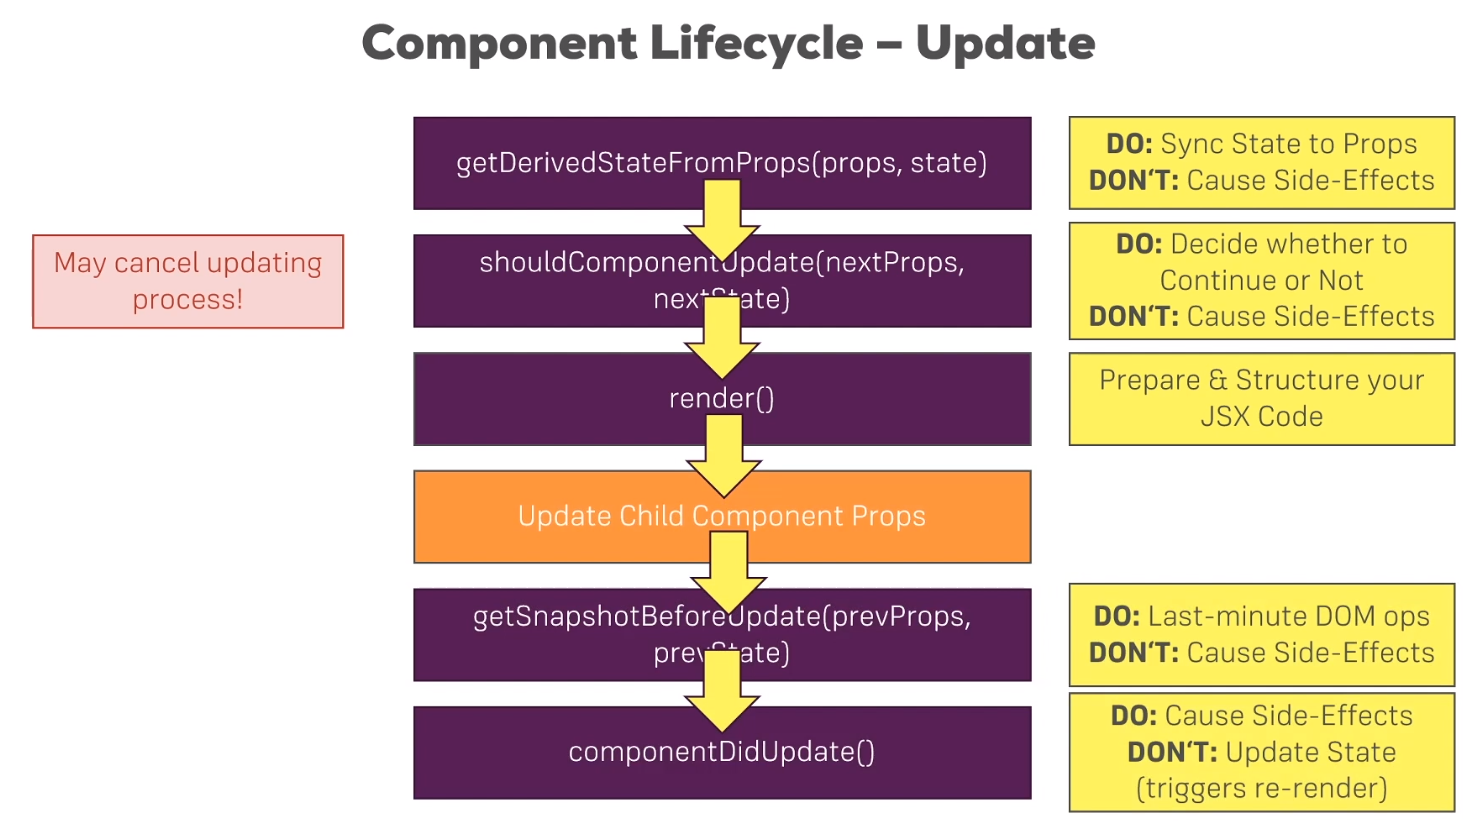 Component Lifecycle – Update
getDerivedStateFromProps(props, state)
DO: Sync State to Props
DON‘T: Cause Side-Effects
May cancel updating
process!
shouldComponentUpdate(nextProps,
nextState)
DO: Decide whether to
Continue or Not
DON‘T: Cause Side-Effects
render()
Prepare & Structure your
JSX Code
Update Child Component Props
getSnapshotBeforeUpdate(prevProps,
prevState)
DO: Last-minute DOM ops
DON‘T: Cause Side-Effects
componentDidUpdate()
DO: Cause Side-Effects
DON‘T: Update State
(triggers re-render)